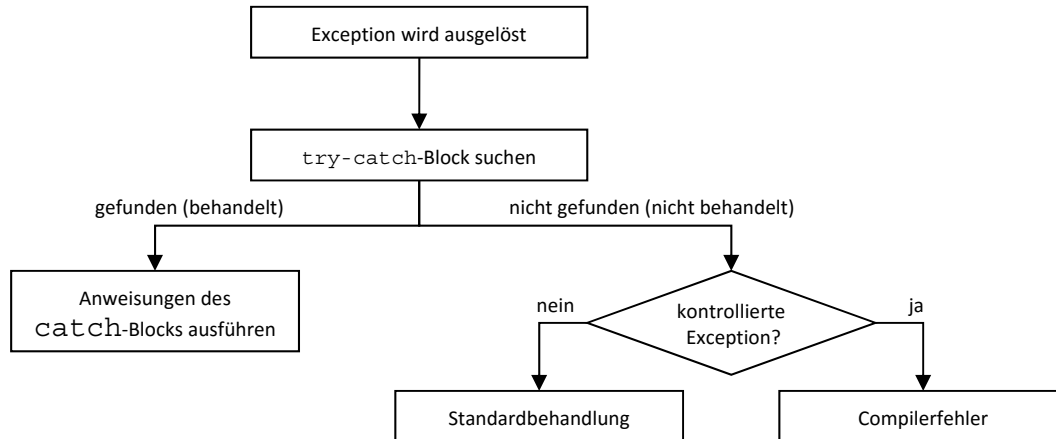 Exception wird ausgelöst
try-catch-Block suchen
gefunden (behandelt)
nicht gefunden (nicht behandelt)
Anweisungen des
catch-Blocks ausführen
nein
kontrollierte
Exception?
ja
Standardbehandlung
Compilerfehler